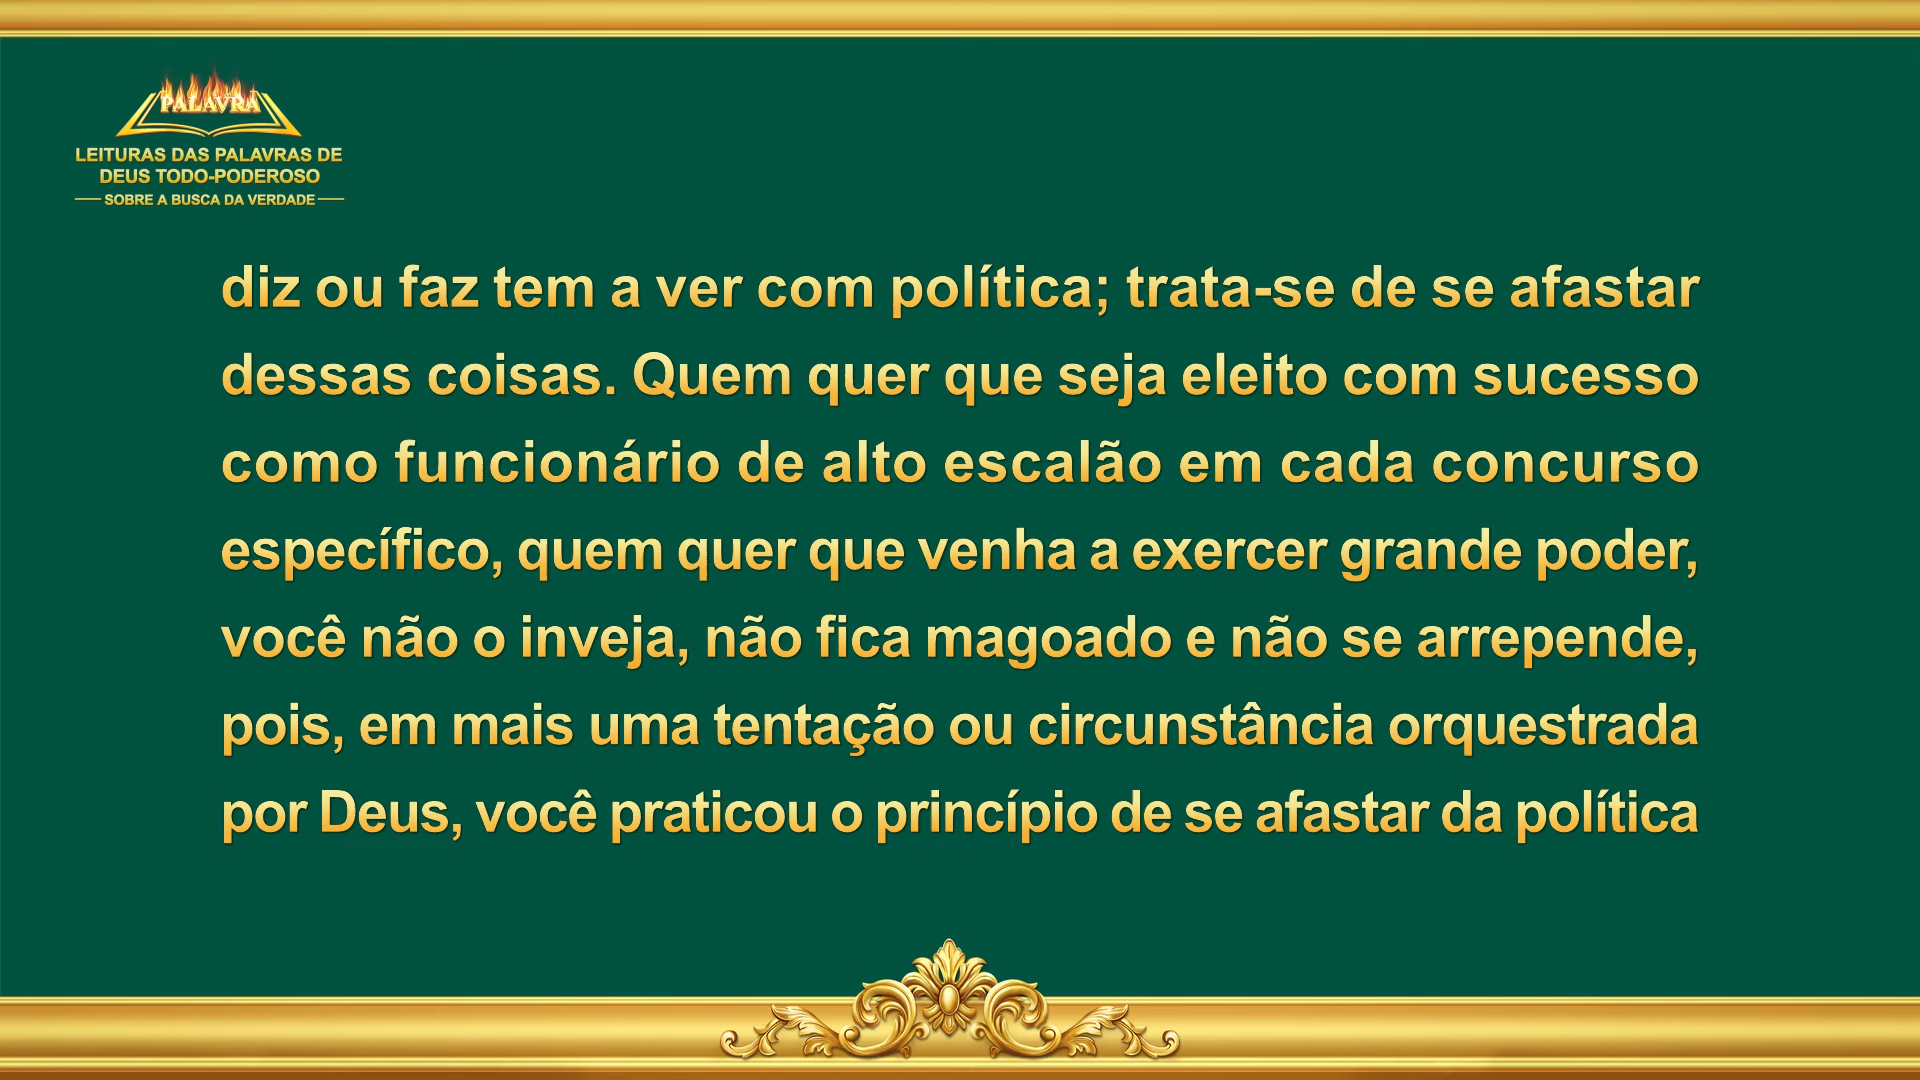 PALAVRA
LEITURAS DAS PALAVRAS DE
DEUS TODO-PODEROSO
SOBRE A BUSCA DA VERDADE
diz ou faz tem a ver com política; trata-se de se afastar
dessas coisas. Quem quer que seja eleito com sucesso
como funcionário de alto escalão em cada concurso
específico, quem quer que venha a exercer grande poder,
você não o inveja, não fica magoado e não se arrepende,
pois, em mais uma tentação ou circunstância orquestrada
por Deus, você praticou o princípio de se afastar da política